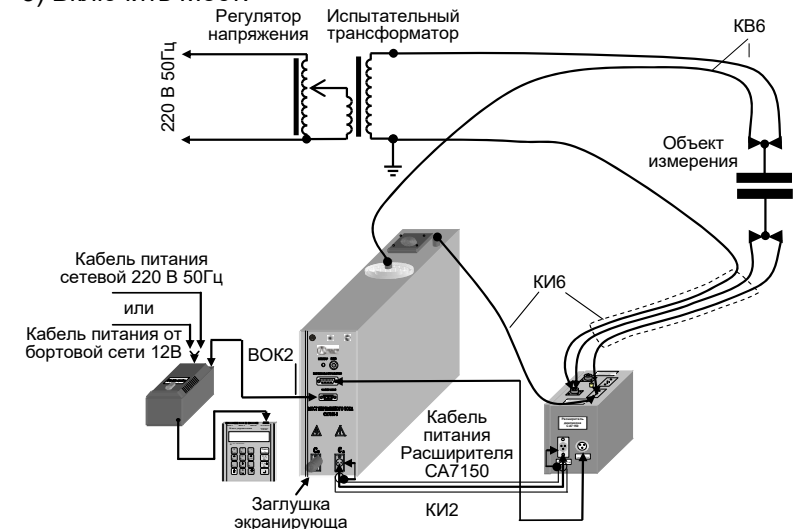 Регулятор
напряжения
Испытательный
трансформатор
КВ6
220 В 50Гц
Объект
измерения
Кабель питания
сетевой 220 В 50Гц
или
Кабель питания от
бортовой сети 12В
ВОК2
КИ6
Кабель
питания
Расширителя
СА7150
КИ2
Заглушка
экранирующа